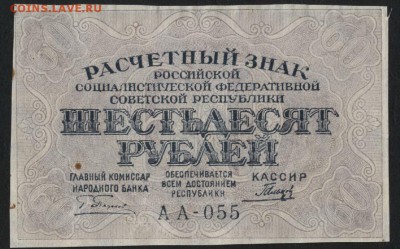 COINS.LAVE.RU
РАСЧЕТНЫЙ ЗНАК
РОССИЙСКОЙ
СОЦИАЛИСТИЧЕСКОЙ ФЕДЕРАТИВНОЙ
СОВЕТСКОЙ РЕСПУБЛИКИ
ШЕСТЬДЕСЯТ
РУБЛЕЙ
ГЛАВНЫЙ КОМИССАР
НАРОДНОГО БАНКА
ОБЕСПЕЧИВАЕТСЯ
ВСЕМ ДОСТОЯНИЕМ
РЕСПУБЛИКИ
КАССИР
АА-055